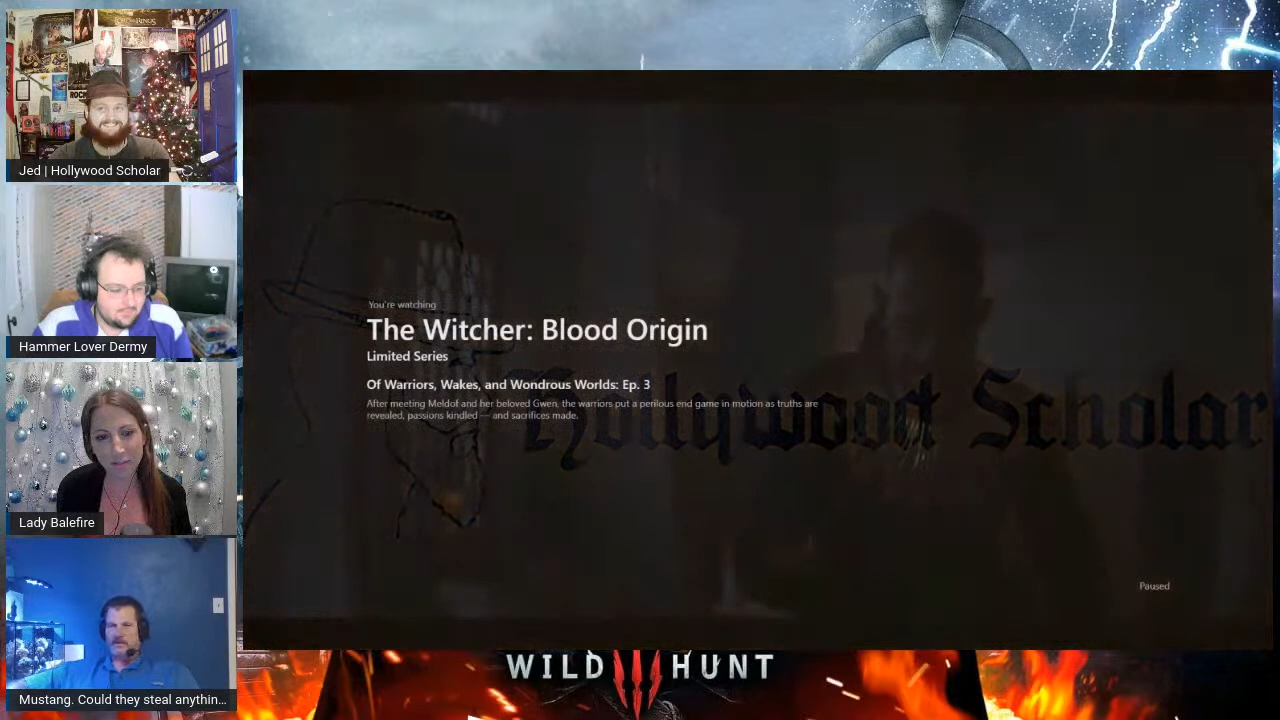 Jed | Hollywood Scholar
Hammer Lover Dermy
Lady Balefire
Mustang. Could they steal anythin...
You're watching
The Witcher: Blood Origin
Limited Series
Of Warriors, Wakes, and Wondrous Worlds: Ep. 3
After meeting Meldof and her beloved Gwen, the warriors put a perilous end game in motion as truths are
revealed, passions kindled — and sacrifices made.
Hollywood Scholar
Paused
WILD HUNT